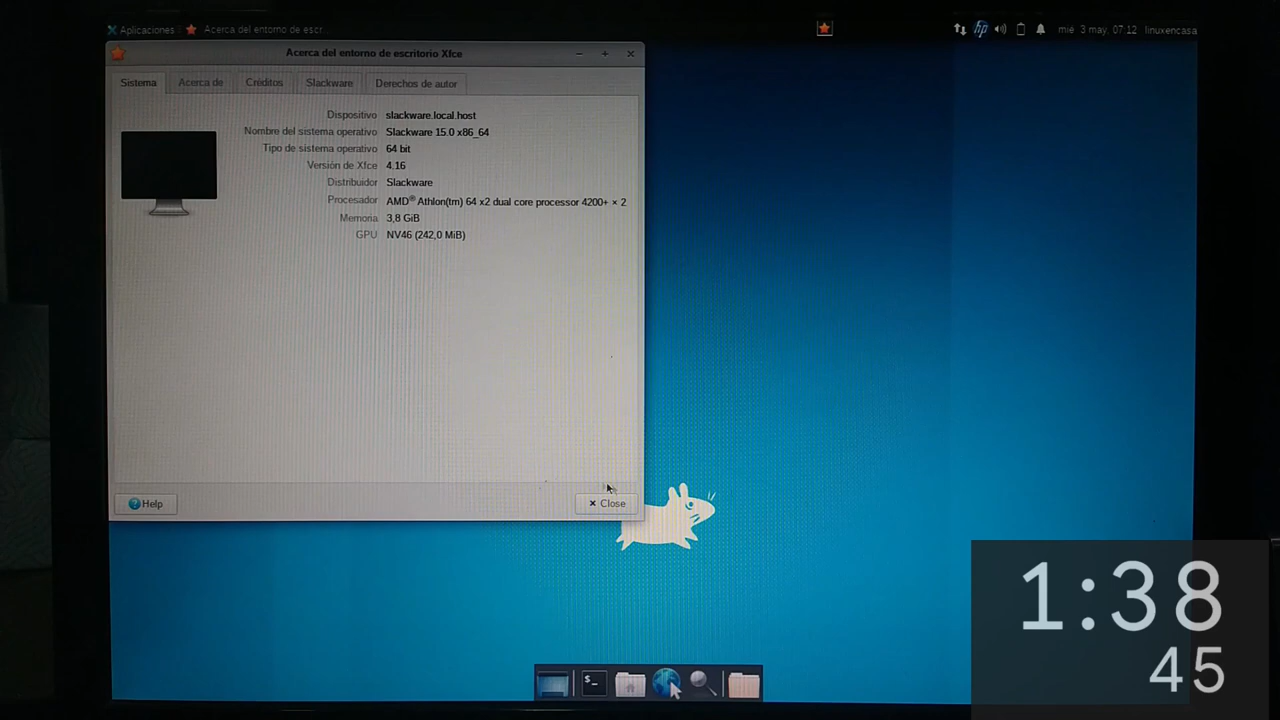 Aplicaciones
Acerca del entorno de escr...
hp
mié 3 may, 07:12
linuxencasa
Acerca del entorno de escritorio Xfce
Sistema
Acerca de
Créditos
Slackware
Derechos de autor
Dispositivo slackware.local.host
Nombre del sistema operativo Slackware 15.0 x86_64
Tipo de sistema operativo 64 bit
Versión de Xfce 4.16
Distribuidor Slackware
Procesador AMD® Athlon(tm) 64 x2 dual core processor 4200+ × 2
Memoria 3,8 GiB
GPU NV46 (242,0 MiB)
Help
Close
$_
1:38
45